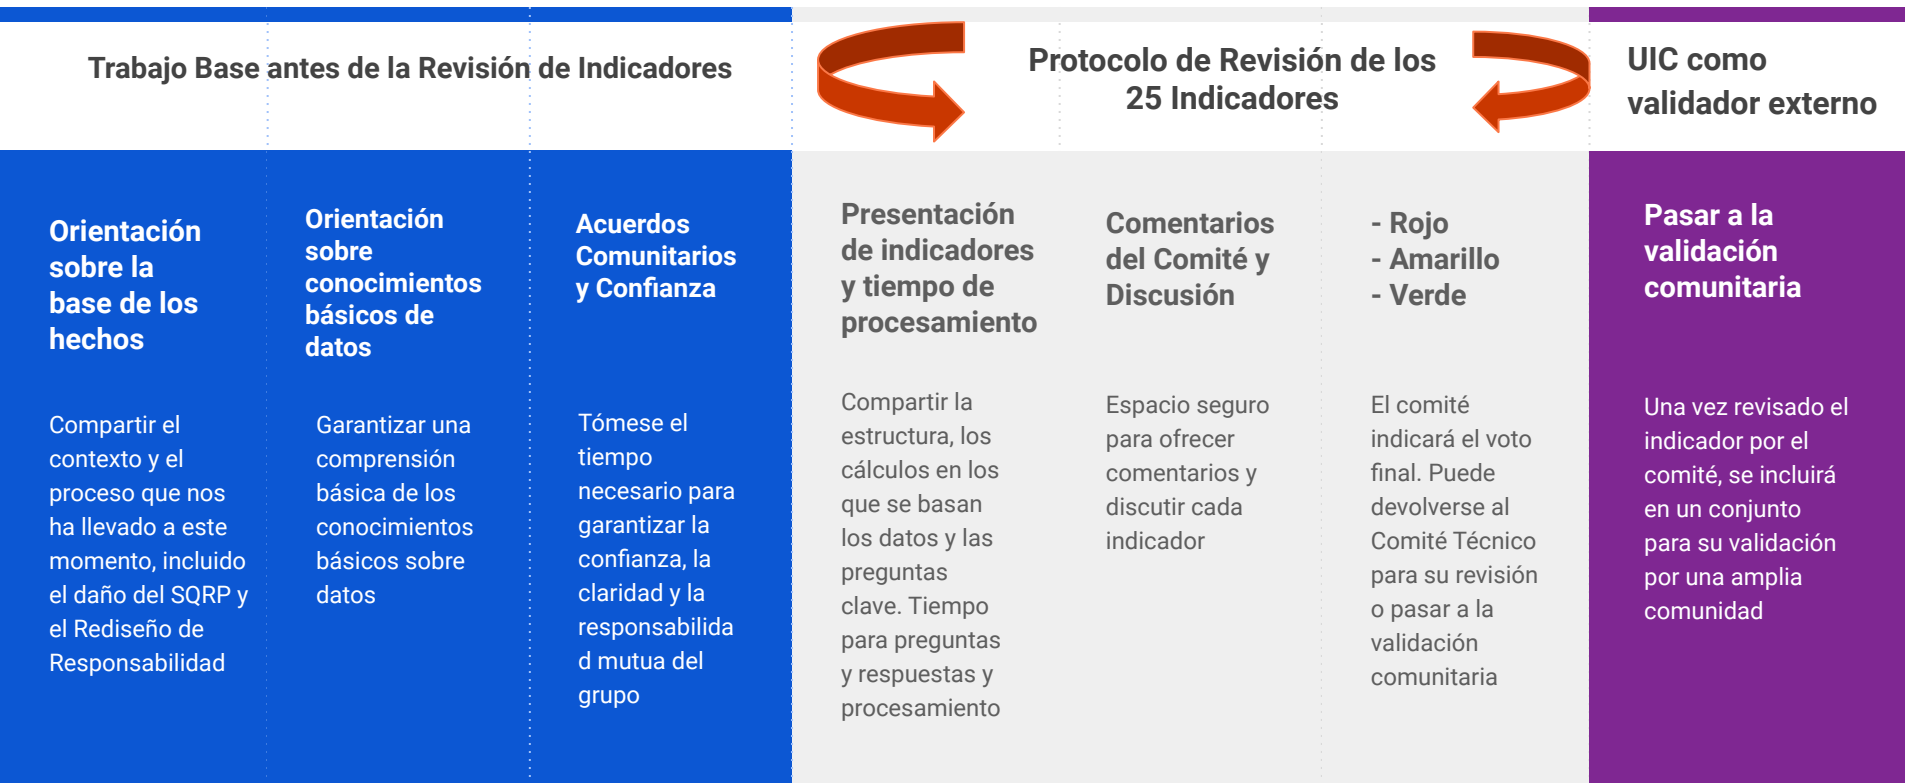 Trabajo Base antes de la Revisión de Indicadores
Protocolo de Revisión de los
25 Indicadores
UIC como
validador externo
Orientación
sobre la
base de los
hechos
Compartir el
contexto y el
proceso que nos
ha llevado a este
momento, incluido
el daño del SQRP y
el Rediseño de
Responsabilidad
Orientación
sobre
conocimientos
básicos de
datos
Garantizar una
comprensión
básica de los
conocimientos
básicos sobre
datos
Acuerdos
Comunitarios
y Confianza
Tómese el
tiempo
necesario para
garantizar la
confianza, la
claridad y la
responsabilida
d mutua del
grupo
Presentación
de indicadores
y tiempo de
procesamiento
Compartir la
estructura, los
cálculos en los
que se basan
los datos y las
preguntas
clave. Tiempo
para preguntas
y respuestas y
procesamiento
Comentarios
del Comité y
Discusión
Espacio seguro
para ofrecer
comentarios y
discutir cada
indicador
- Rojo
- Amarillo
- Verde
El comité
indicará el voto
final. Puede
devolverse al
Comité Técnico
para su revisión
o pasar a la
validación
comunitaria
Pasar a la
validación
comunitaria
Una vez revisado el
indicador por el
comité, se incluirá
en un conjunto
para su validación
por una amplia
comunidad